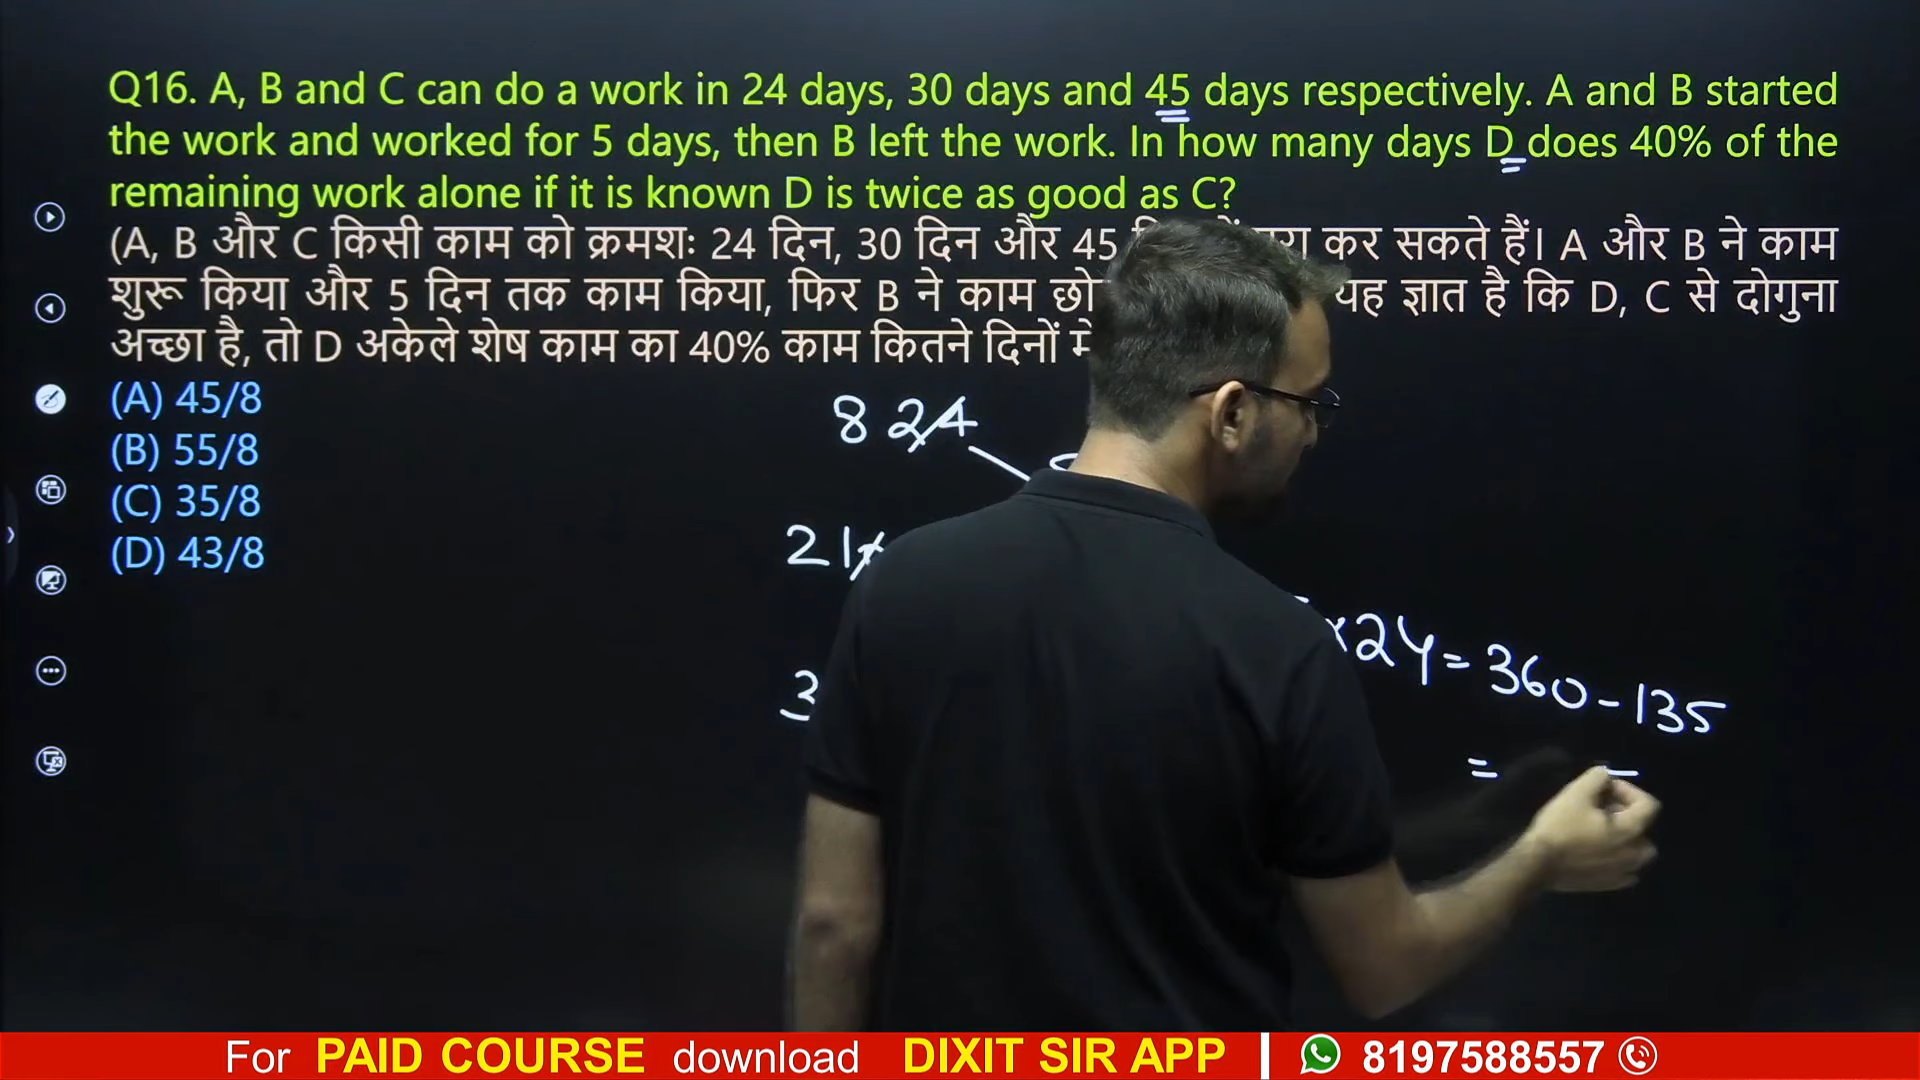 Q16. A, B and C can do a work in 24 days, 30 days and 45 days respectively. A and B started
the work and worked for 5 days, then B left the work. In how many days D does 40% of the
remaining work alone if it is known D is twice as good as C?
(A, B और C किसी काम को क्रमशः 24 दिन, 30 दिन और 45 कर सकते हैं। A और B ने काम
शुरू किया और 5 दिन तक काम किया, फिर B ने काम यह ज्ञात है कि D, C से दोगुना
अच्छा है, तो D अकेले शेष काम का 40% काम कितने दिनों में
(A) 45/8
(B) 55/8
(C) 35/8
(D) 43/8
8 24
21
3
x24=360-135
=
For PAID COURSE download DIXIT SIR APP | 8197588557